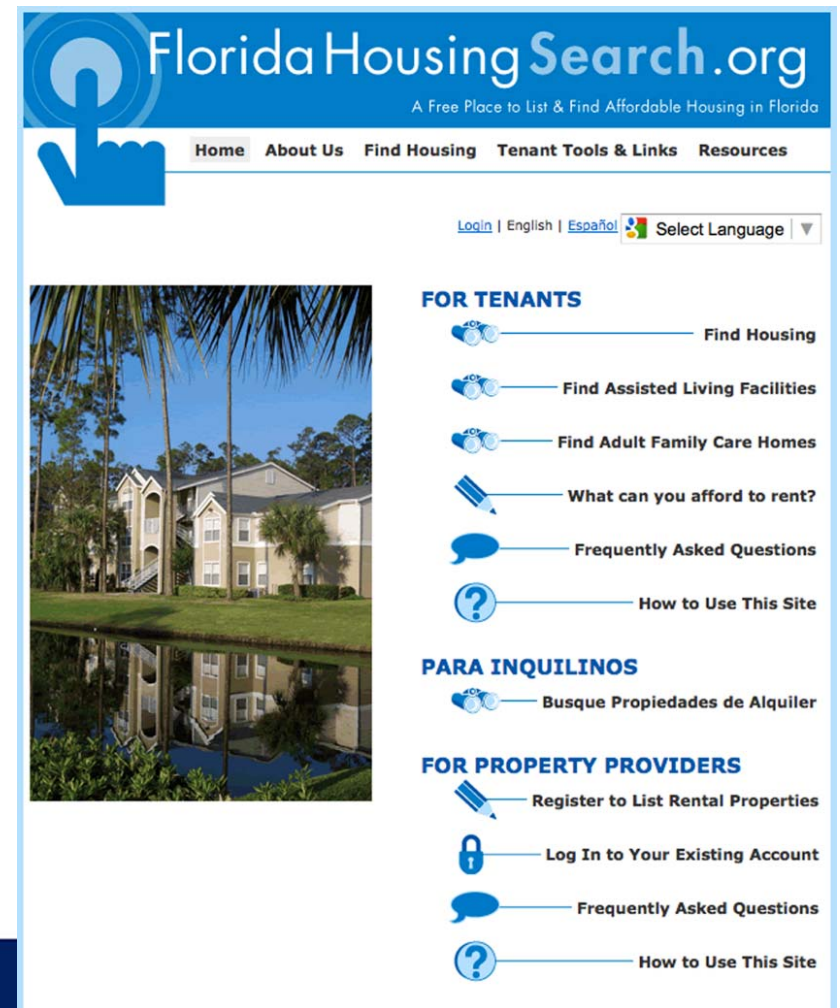 FloridaHousingSearch.org
A Free Place to List & Find Affordable Housing in Florida
Home About Us Find Housing Tenant Tools & Links Resources
Login | English | Español Select Language ▼
FOR TENANTS
Find Housing
Find Assisted Living Facilities
Find Adult Family Care Homes
What can you afford to rent?
Frequently Asked Questions
How to Use This Site
PARA INQUILINOS
Busque Propiedades de Alquiler
FOR PROPERTY PROVIDERS
Register to List Rental Properties
Log In to Your Existing Account
Frequently Asked Questions
How to Use This Site